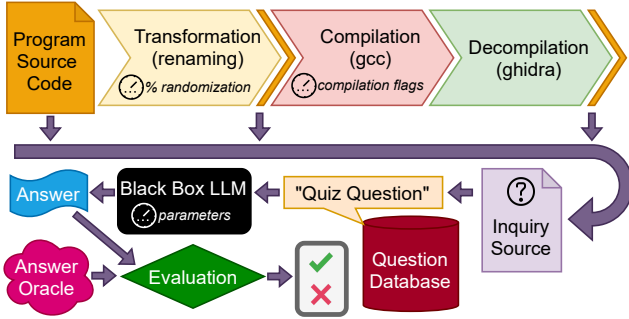 Program
Source
Code
Transformation
(renaming)
% randomization
Compilation
(gcc)
compilation flags
Decompilation
(ghidra)
Answer
Black Box LLM
parameters
"Quiz Question"
?
Inquiry
Source
Answer
Oracle
Evaluation
Question
Database